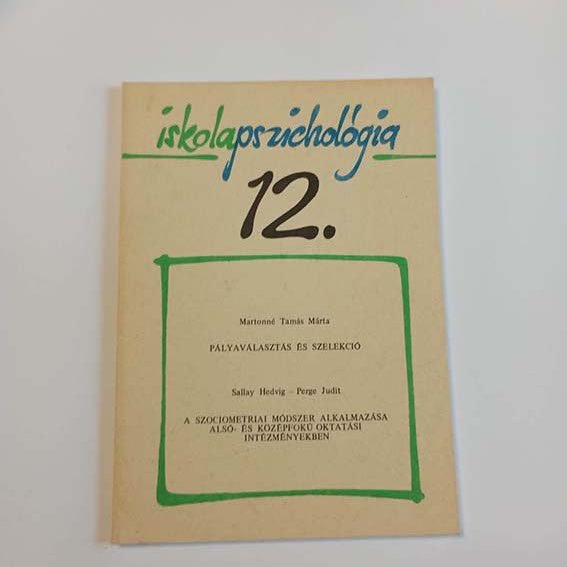 iskolapszichológia
12.
Martonné Tamás Márta
PÁLYAVÁLASZTÁS ÉS SZELEKCIÓ
Sallay Hedvig – Perge Judit
A SZOCIOMETRIAI MÓDSZER ALKALMAZÁSA
ALSÓ- ÉS KÖZÉPFOKÚ OKTATÁSI
INTÉZMÉNYEKBEN